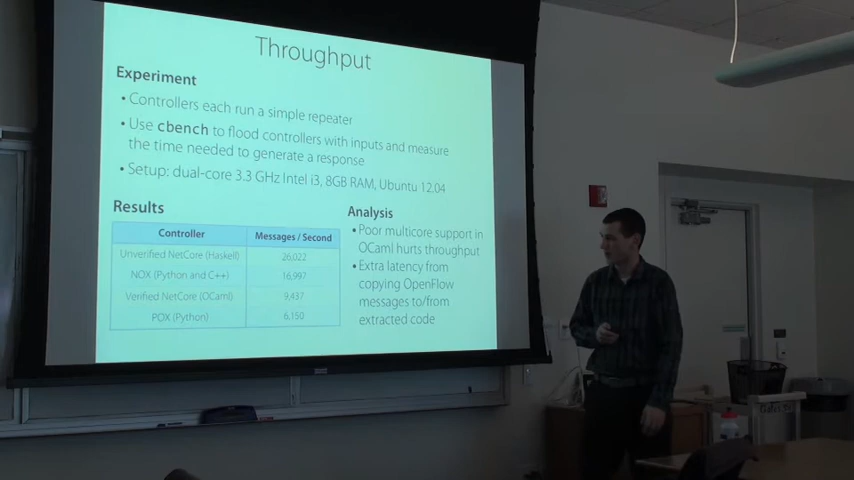 Throughput
Experiment
• Controllers each run a simple repeater
• Use cbench to flood controllers with inputs and measure
the time needed to generate a response
• Setup: dual-core 3.3 GHz Intel i3, 8GB RAM, Ubuntu 12.04
Results
Controller Messages / Second
Unverified NetCore (Haskell) 26,022
NOX (Python and C++) 16,997
Verified NetCore (OCaml) 9,437
POX (Python) 6,150
Analysis
• Poor multicore support in
OCaml hurts throughput
• Extra latency from
copying OpenFlow
messages to/from
extracted code